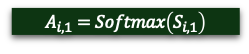 A_{i,1} = Softmax(S_{i,1})